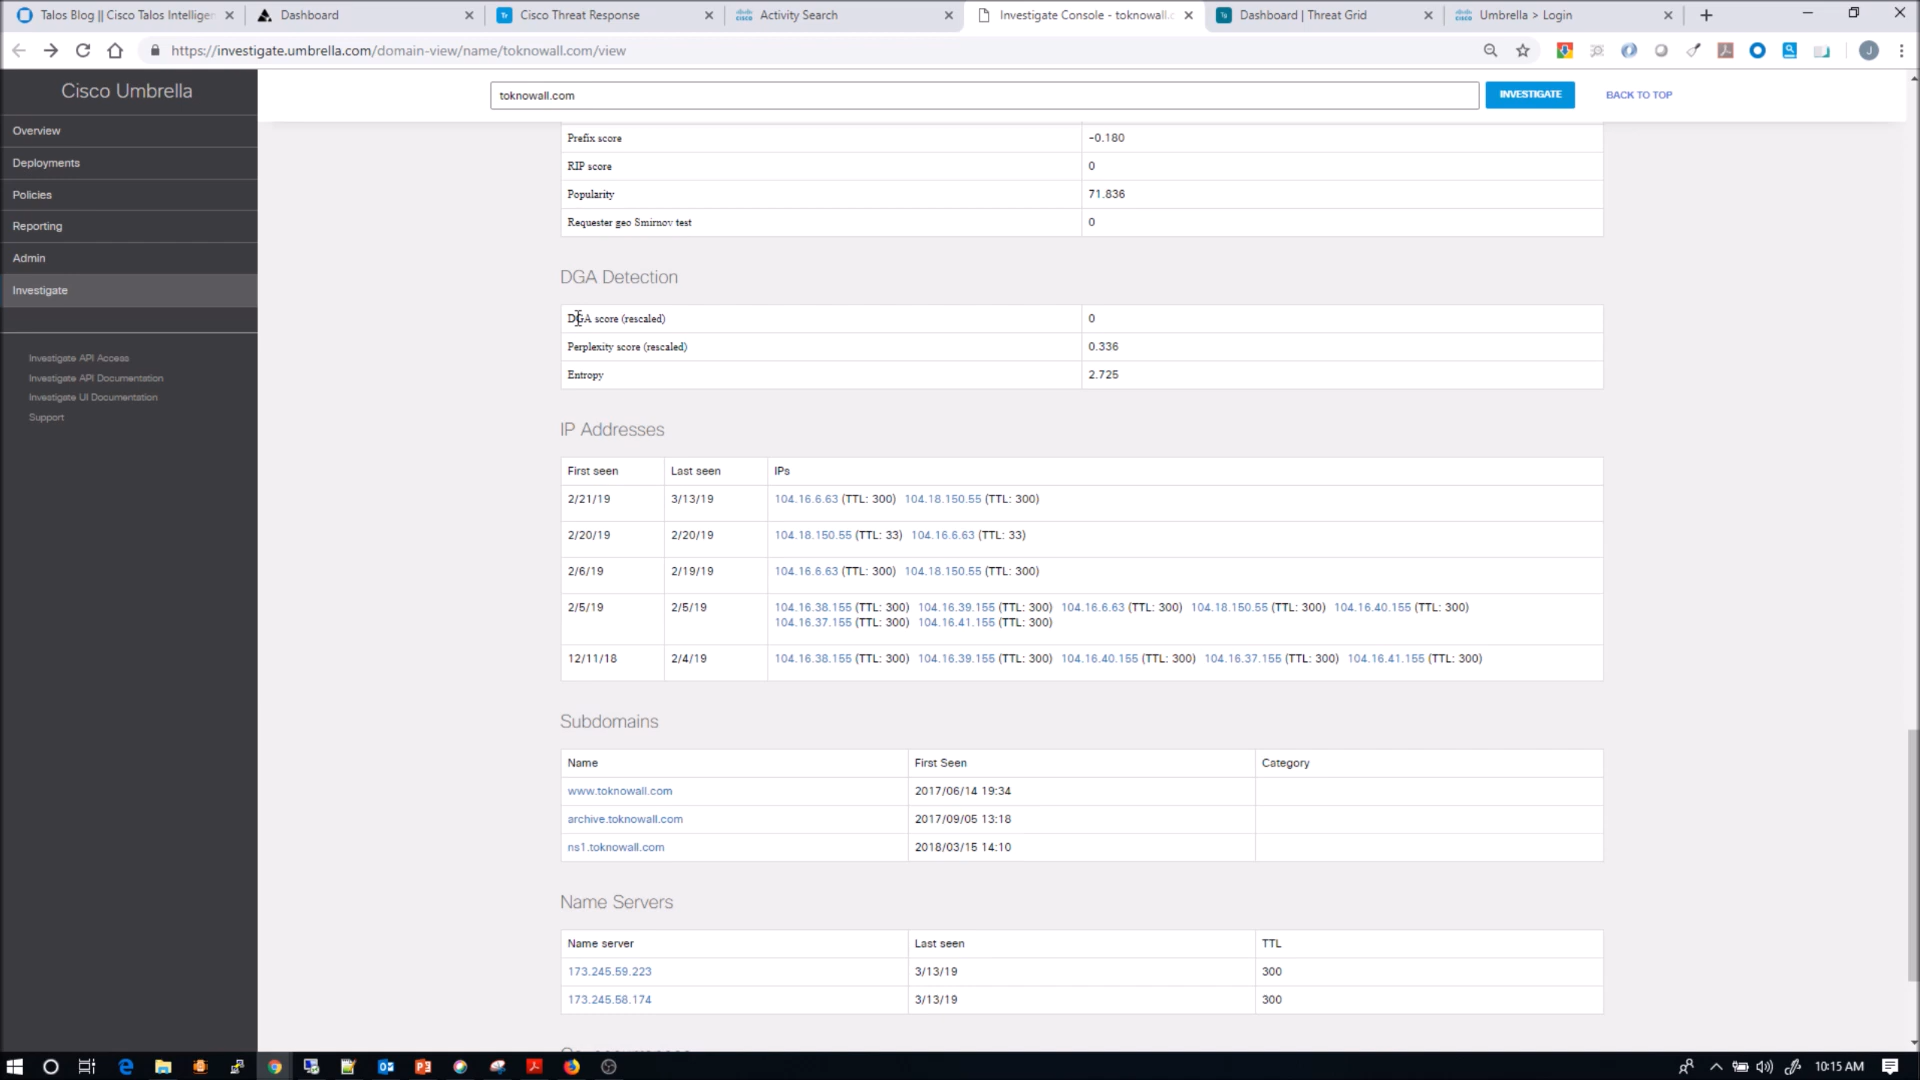 Talos Blog || Cisco Talos Intelligen
Dashboard
Cisco Threat Response
Activity Search
Investigate Console - toknowall.c
Dashboard | Threat Grid
Umbrella > Login
https://investigate.umbrella.com/domain-view/name/toknowall.com/view
J
Cisco Umbrella
toknowall.com
INVESTIGATE
BACK TO TOP
Overview
Deployments
Policies
Reporting
Admin
Investigate
Investigate API Access
Investigate API Documentation
Investigate UI Documentation
Support
Prefix score -0.180
RIP score 0
Popularity 71.836
Requester geo Smirnov test 0
DGA Detection
DGA score (rescaled) 0
Perplexity score (rescaled) 0.336
Entropy 2.725
IP Addresses
First seen Last seen IPs
2/21/19 3/13/19 104.16.6.63 (TTL: 300) 104.18.150.55 (TTL: 300)
2/20/19 2/20/19 104.18.150.55 (TTL: 33) 104.16.6.63 (TTL: 33)
2/6/19 2/19/19 104.16.6.63 (TTL: 300) 104.18.150.55 (TTL: 300)
2/5/19 2/5/19 104.16.38.155 (TTL: 300) 104.16.39.155 (TTL: 300) 104.16.6.63 (TTL: 300) 104.18.150.55 (TTL: 300) 104.16.40.155 (TTL: 300)
104.16.37.155 (TTL: 300) 104.16.41.155 (TTL: 300)
12/11/18 2/4/19 104.16.38.155 (TTL: 300) 104.16.39.155 (TTL: 300) 104.16.40.155 (TTL: 300) 104.16.37.155 (TTL: 300) 104.16.41.155 (TTL: 300)
Subdomains
Name First Seen Category
www.toknowall.com 2017/06/14 19:34
archive.toknowall.com 2017/09/05 13:18
ns1.toknowall.com 2018/03/15 14:10
Name Servers
Name server Last seen TTL
173.245.59.223 3/13/19 300
173.245.58.174 3/13/19 300
10:15 AM